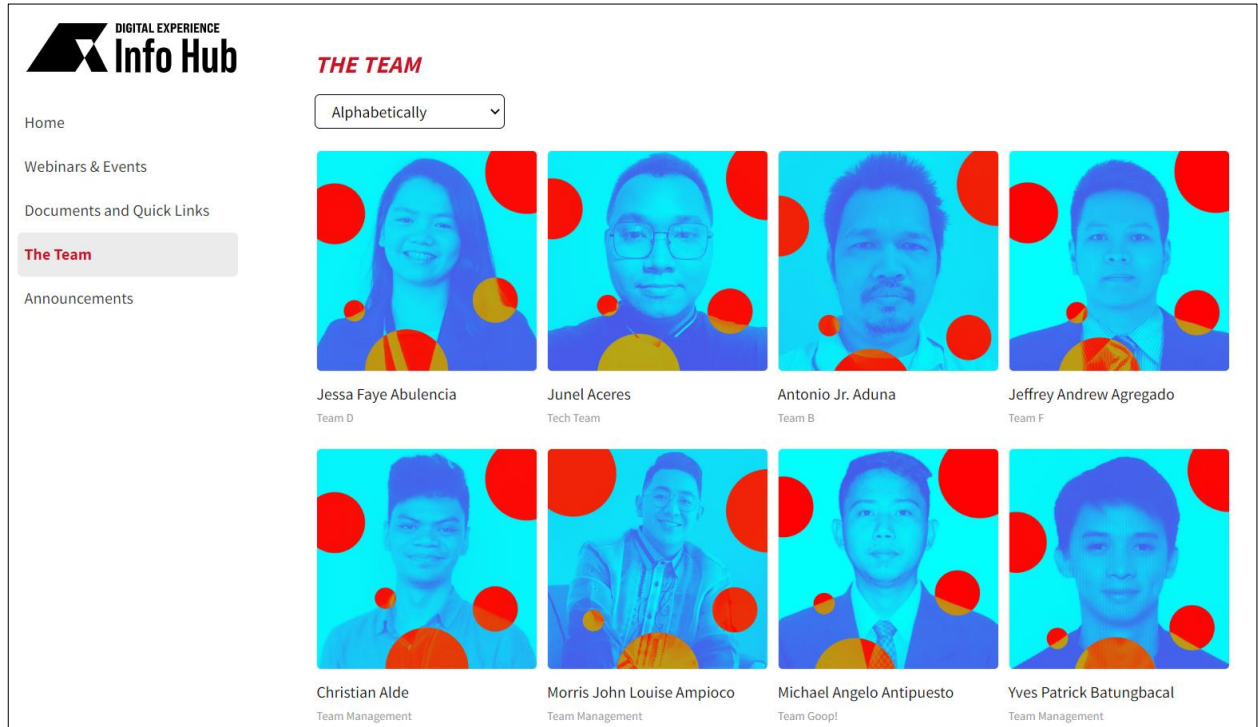 DIGITAL EXPERIENCE
Info Hub
Home
Webinars & Events
Documents and Quick Links
The Team
Announcements
THE TEAM
Alphabetically
Jessa Faye Abulencia
Team D
Junel Aceres
Tech Team
Antonio Jr. Aduna
Team B
Jeffrey Andrew Agregado
Team F
Christian Alde
Team Management
Morris John Louise Ampioco
Team Management
Michael Angelo Antipuesto
Team Goop!
Yves Patrick Batungbacal
Team Management